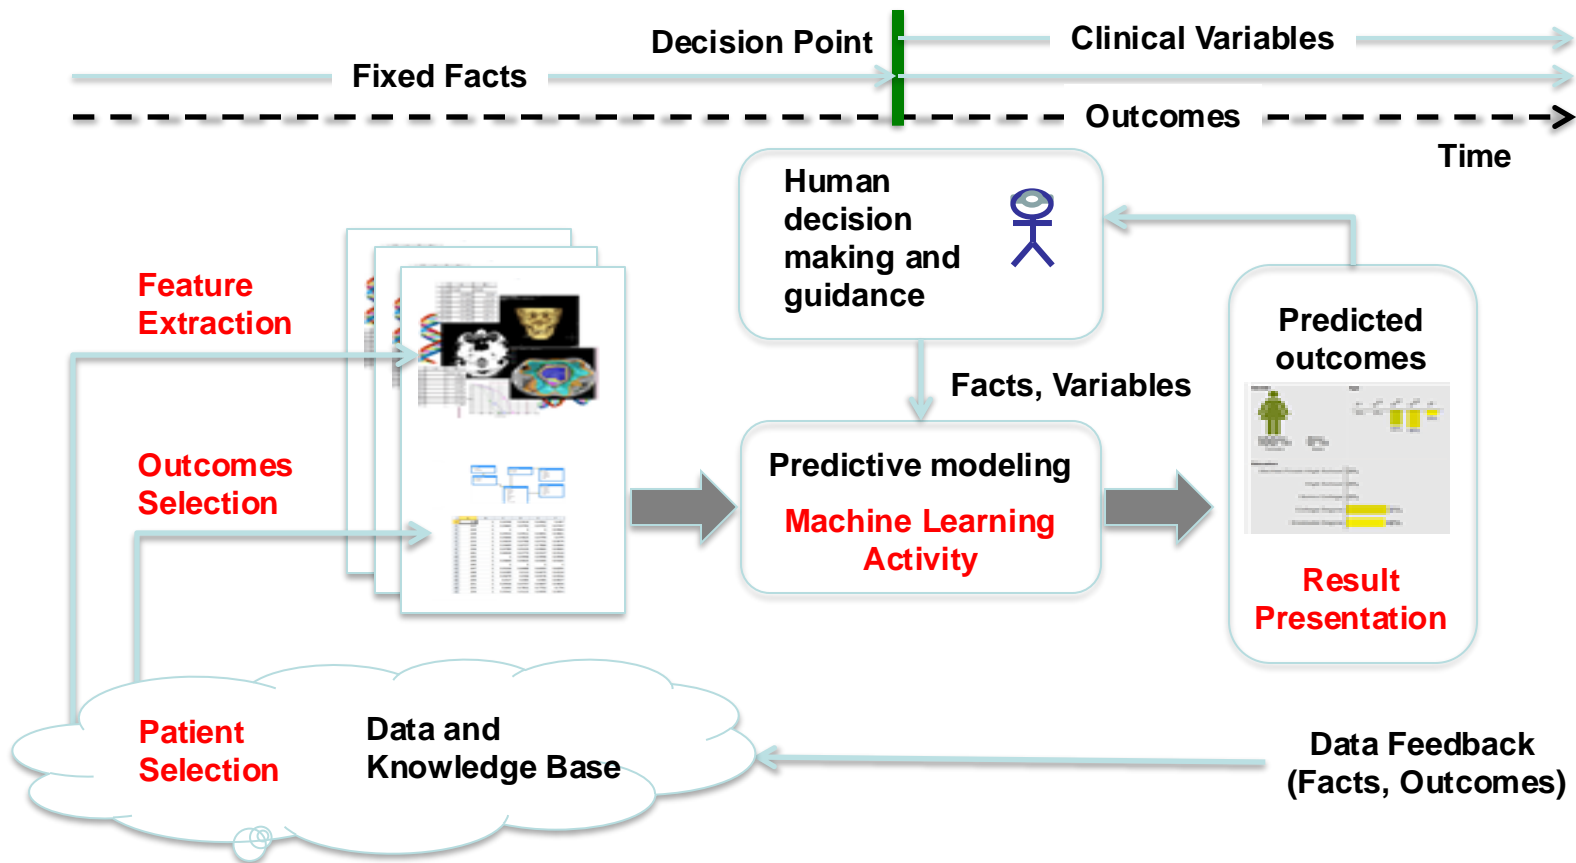 Decision Point
Clinical Variables
Fixed Facts
Outcomes
Time
Human
decision
making and
guidance
Feature
Extraction
Predicted
outcomes
Facts, Variables
Outcomes
Selection
Predictive modeling
Machine Learning
Activity
Result
Presentation
Patient
Selection
Data and
Knowledge Base
Data Feedback
(Facts, Outcomes)